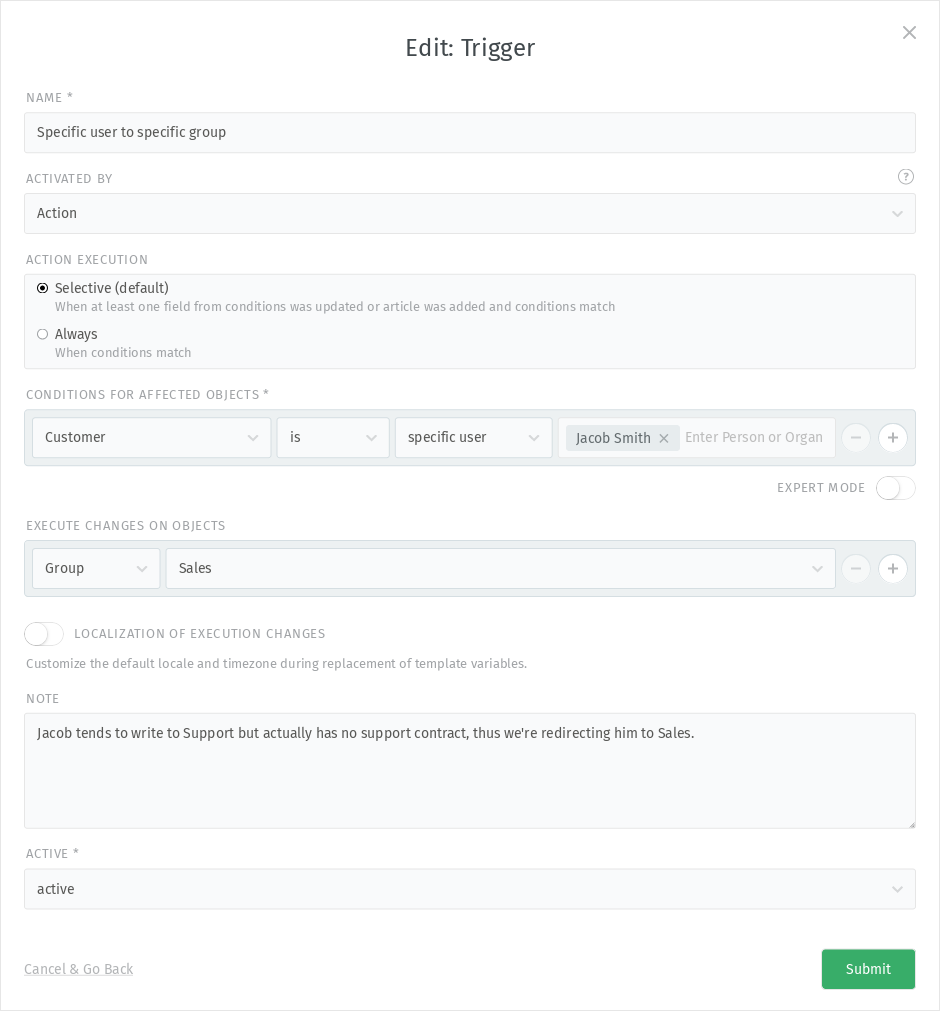 Edit: Trigger
NAME *
Specific user to specific group
ACTIVATED BY
?
Action
ACTION EXECUTION
Selective (default)
When at least one field from conditions was updated or article was added and conditions match
Always
When conditions match
CONDITIONS FOR AFFECTED OBJECTS *
Customer is specific user Jacob Smith Enter Person or Organ
EXPERT MODE
EXECUTE CHANGES ON OBJECTS
Group Sales
LOCALIZATION OF EXECUTION CHANGES
Customize the default locale and timezone during replacement of template variables.
NOTE
Jacob tends to write to Support but actually has no support contract, thus we're redirecting him to Sales.
ACTIVE *
active
Cancel & Go Back Submit